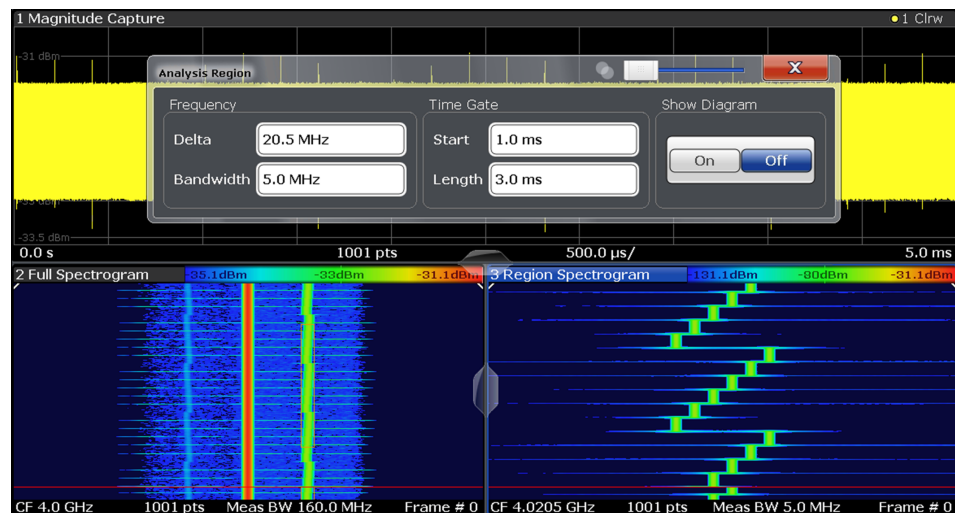 1 Magnitude Capture 1 Clrw
-31 dBm
Analysis Region X
Frequency Time Gate Show Diagram
Delta 20.5 MHz Start 1.0 ms On Off
Bandwidth 5.0 MHz Length 3.0 ms
-33.5 dBm
0.0 s 1001 pts 500.0 µs/ 5.0 ms
2 Full Spectrogram -35.1dBm -33dBm -31.1dBm 3 Region Spectrogram -131.1dBm -80dBm -31.1dBm
CF 4.0 GHz 1001 pts Meas BW 160.0 MHz Frame # 0 CF 4.0205 GHz 1001 pts Meas BW 5.0 MHz Frame # 0